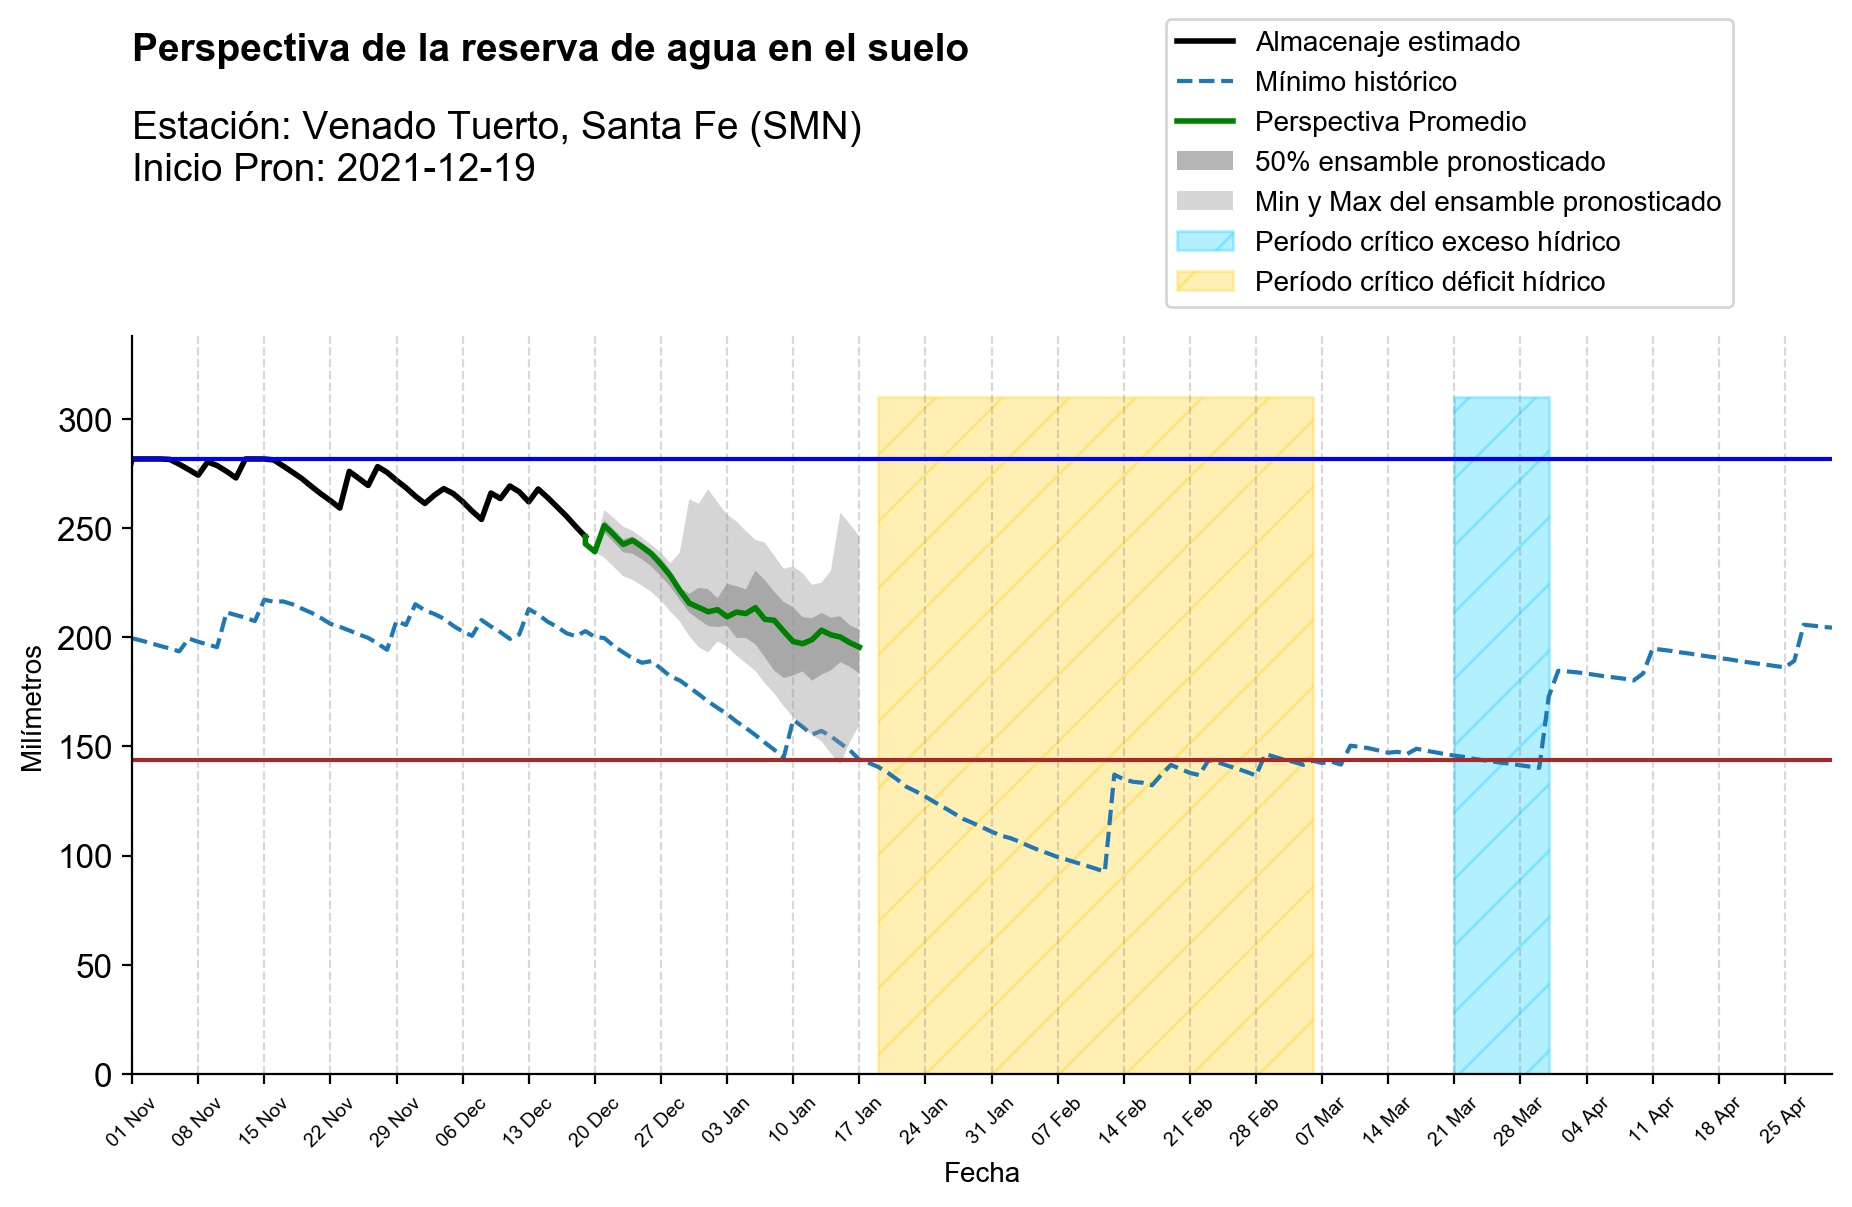 Perspectiva de la reserva de agua en el suelo
Estación: Venado Tuerto, Santa Fe (SMN)
Inicio Pron: 2021-12-19
Almacenaje estimado
Mínimo histórico
Perspectiva Promedio
50% ensamble pronosticado
Min y Max del ensamble pronosticado
Período crítico exceso hídrico
Período crítico déficit hídrico
Milímetros
300
250
200
150
100
50
0
01 Nov
08 Nov
15 Nov
22 Nov
29 Nov
06 Dec
13 Dec
20 Dec
27 Dec
03 Jan
10 Jan
17 Jan
24 Jan
31 Jan
07 Feb
14 Feb
21 Feb
28 Feb
07 Mar
14 Mar
21 Mar
28 Mar
04 Apr
11 Apr
18 Apr
25 Apr
Fecha